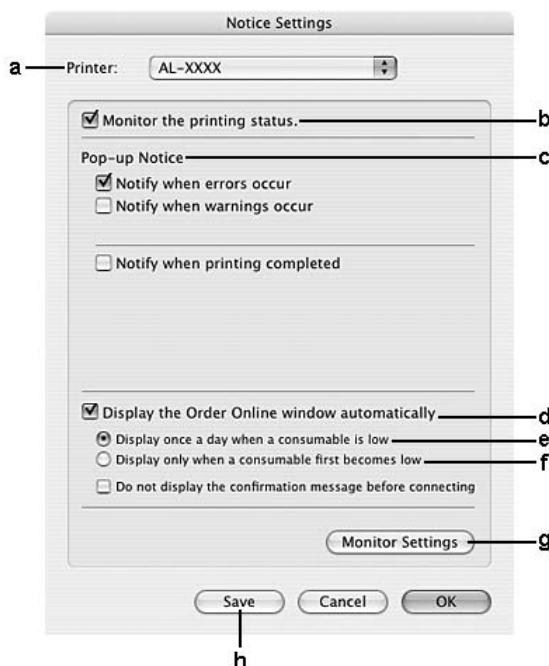 Notice Settings
a Printer: AL-XXXX
Monitor the printing status. b
Pop-up Notice c
Notify when errors occur
Notify when warnings occur
Notify when printing completed
Display the Order Online window automatically d
Display once a day when a consumable is low e
Display only when a consumable first becomes low f
Do not display the confirmation message before connecting
Monitor Settings g
Save Cancel OK
h